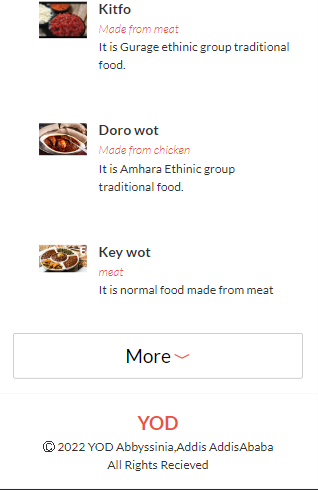 Kitfo
Made from meat
It is Gurage ethinic group traditional
food.
Doro wot
Made from chicken
It is Amhara Ethinic group
traditional food.
Key wot
meat
It is normal food made from meat
More
YOD
© 2022 YOD Abbyssinia,Addis AddisAbaba
All Rights Recieved